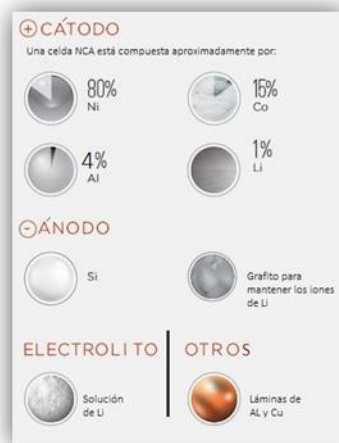 + CÁTODO
Una celda NCA está compuesta aproximadamente por:
80%
Ni
15%
Co
4%
Al
1%
Li
- ÁNODO
Si
Grafito para
mantener los iones
de Li
ELECTROLITO
Solución
de Li
OTROS
Láminas de
AL y Cu